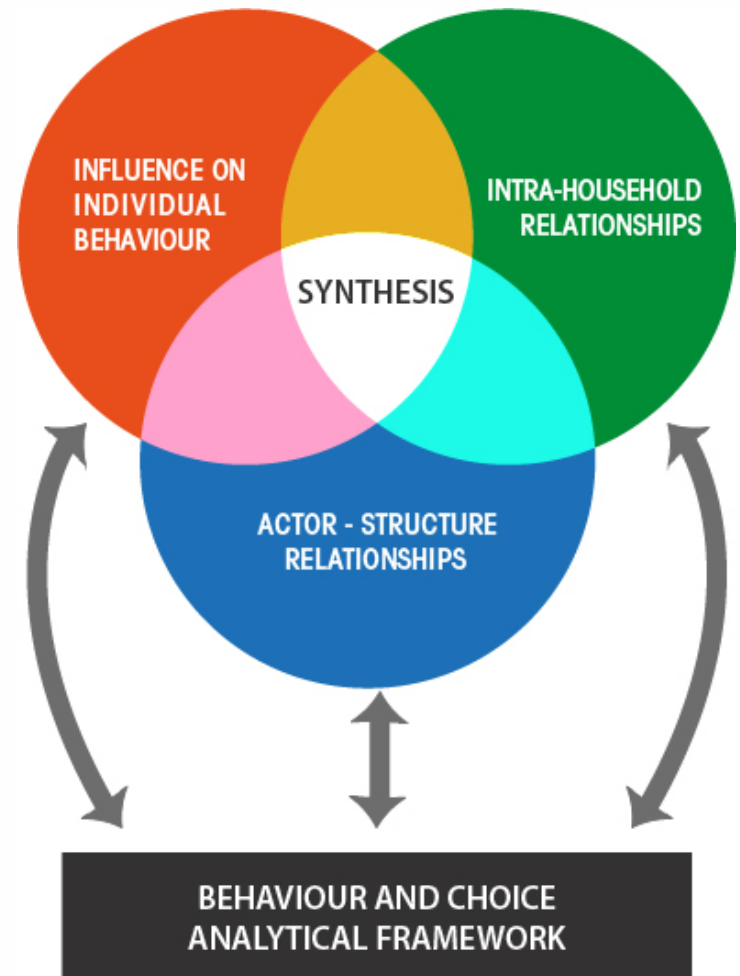 INFLUENCE ON
INDIVIDUAL
BEHAVIOUR
INTRA-HOUSEHOLD
RELATIONSHIPS
SYNTHESIS
ACTOR - STRUCTURE
RELATIONSHIPS
BEHAVIOUR AND CHOICE
ANALYTICAL FRAMEWORK